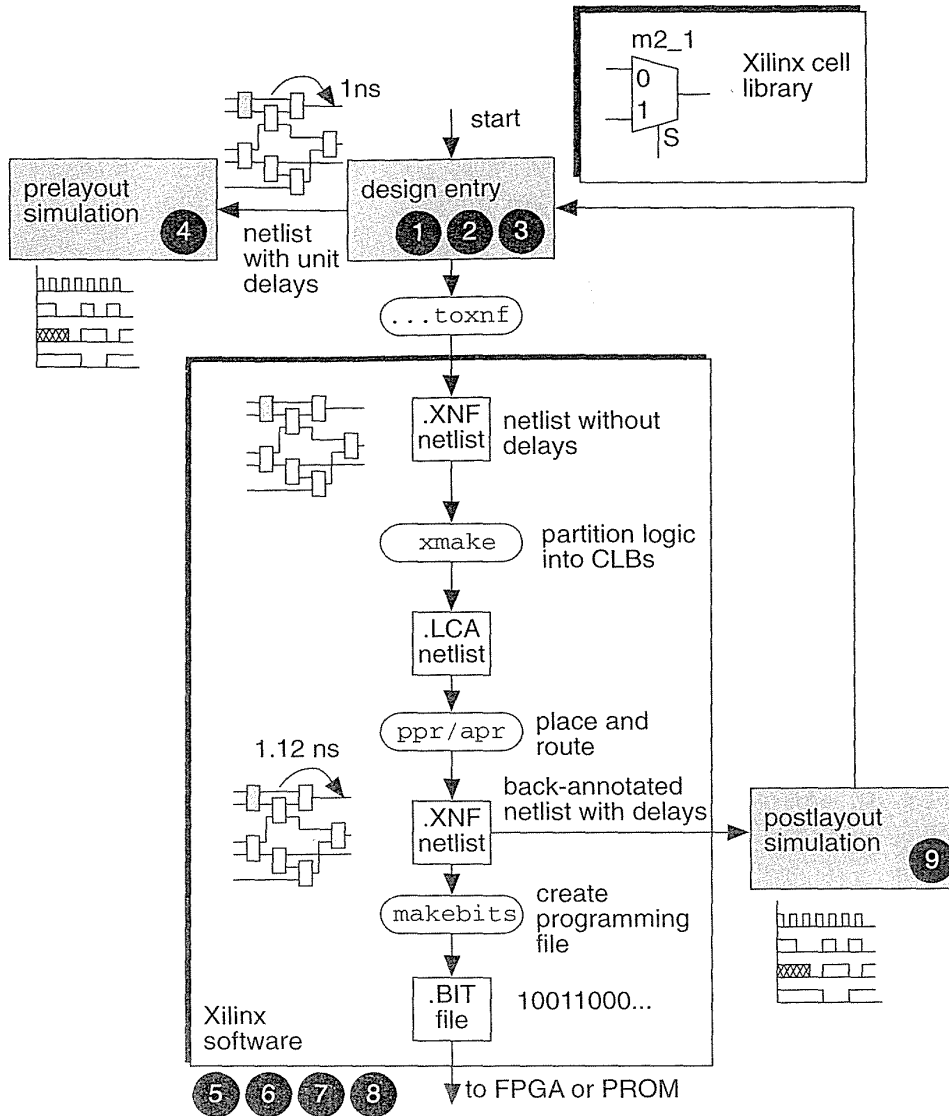 m2_1
0
1
S
Xilinx cell
library
1ns
start
prelayout
simulation
4
design entry
1 2 3
netlist
with unit
delays
...toxnf
.XNF
netlist
netlist without
delays
xmake
partition logic
into CLBs
.LCA
netlist
ppr/apr
place and
route
1.12 ns
.XNF
netlist
back-annotated
netlist with delays
postlayout
simulation
9
makebits
create
programming
file
.BIT
file
10011000...
Xilinx
software
5 6 7 8
to FPGA or PROM